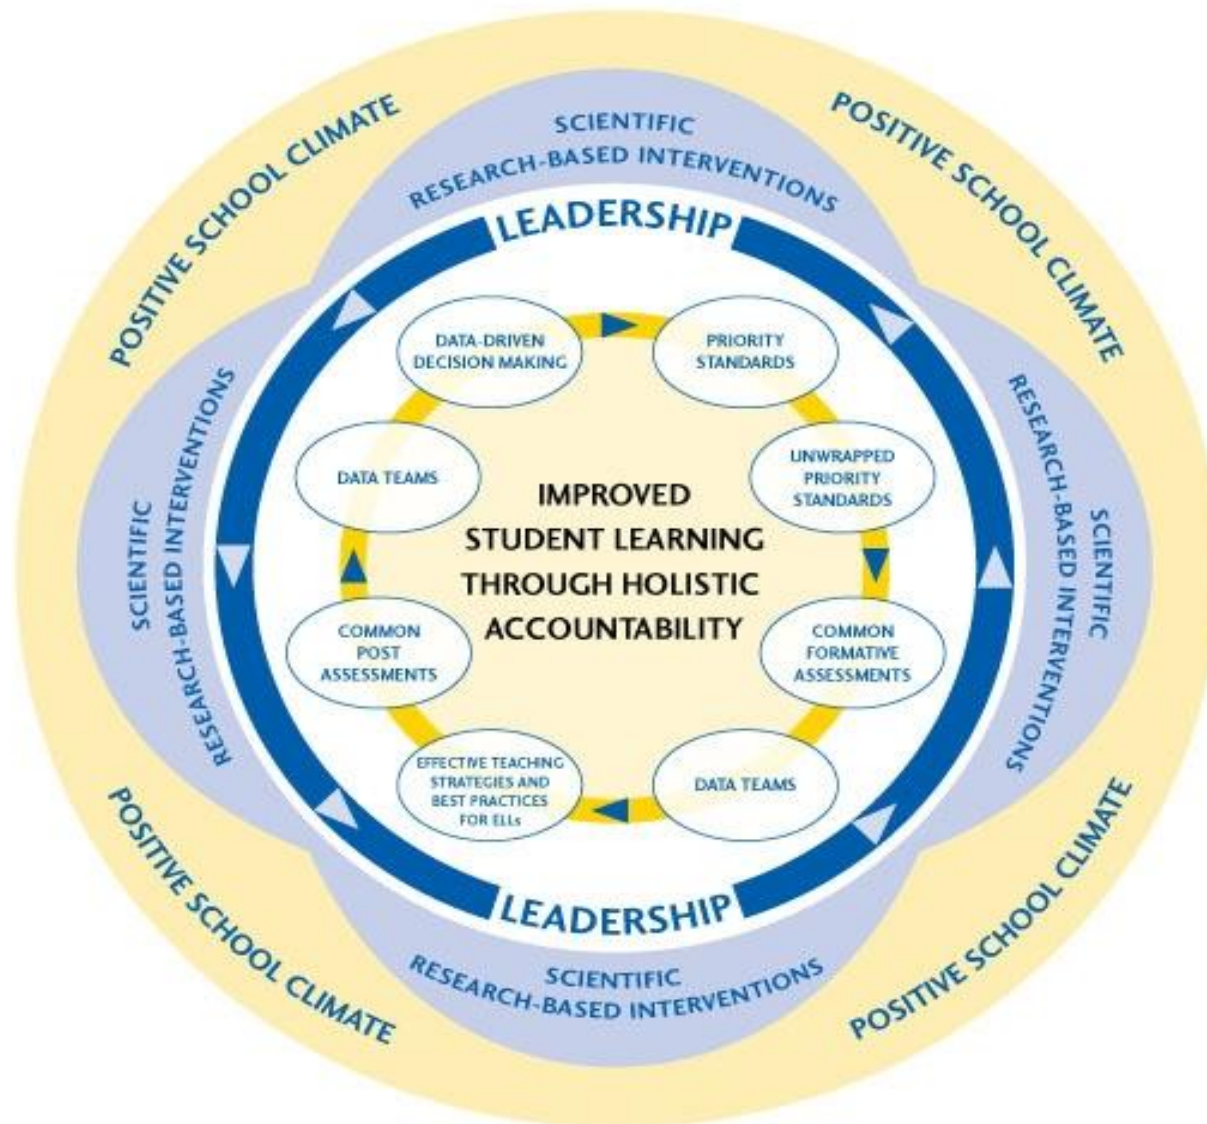 POSITIVE SCHOOL CLIMATE
POSITIVE SCHOOL CLIMATE
SCIENTIFIC
RESEARCH-BASED INTERVENTIONS
LEADERSHIP
DATA-DRIVEN
DECISION MAKING
PRIORITY
STANDARDS
SCIENTIFIC
RESEARCH-BASED INTERVENTIONS
SCIENTIFIC
RESEARCH-BASED INTERVENTIONS
DATA TEAMS
UNWRAPPED
PRIORITY
STANDARDS
IMPROVED
STUDENT LEARNING
THROUGH HOLISTIC
ACCOUNTABILITY
COMMON
POST
ASSESSMENTS
COMMON
FORMATIVE
ASSESSMENTS
EFFECTIVE TEACHING
STRATEGIES AND
BEST PRACTICES
FOR ELLs
DATA TEAMS
LEADERSHIP
SCIENTIFIC
RESEARCH-BASED INTERVENTIONS
POSITIVE SCHOOL CLIMATE
POSITIVE SCHOOL CLIMATE